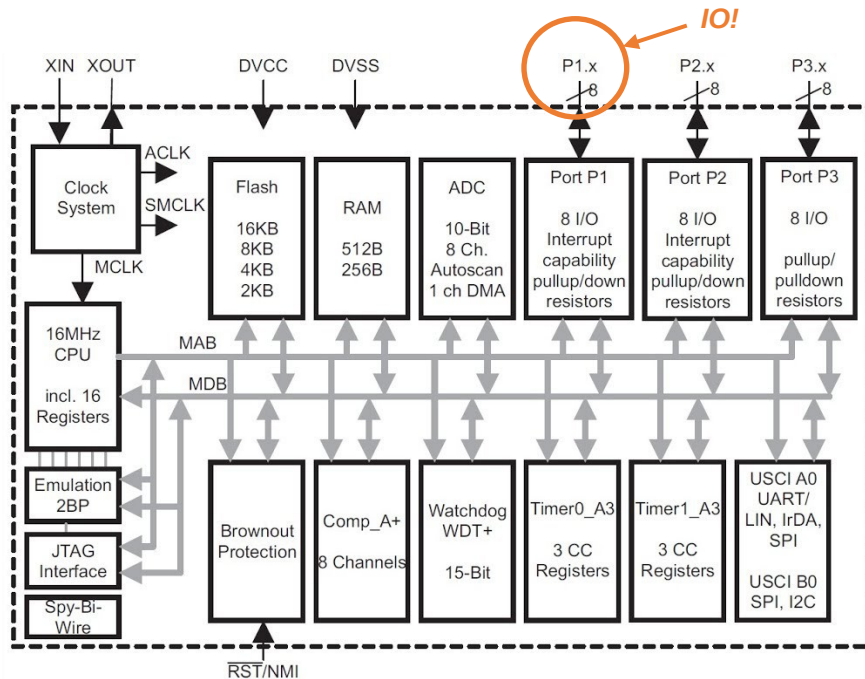 IO!
XIN XOUT DVCC DVSS P1.x P2.x P3.x
8 8 8
ACLK
SMCLK
MCLK
Clock
System
Flash
16KB
8KB
4KB
2KB
RAM
512B
256B
ADC
10-Bit
8 Ch.
Autoscan
1 ch DMA
Port P1
8 I/O
Interrupt
capability
pullup/down
resistors
Port P2
8 I/O
Interrupt
capability
pullup/down
resistors
Port P3
8 I/O
pullup/
pulldown
resistors
16MHz
CPU
incl. 16
Registers
MAB
MDB
Emulation
2BP
JTAG
Interface
Spy-Bi-
Wire
Brownout
Protection
Comp_A+
8 Channels
Watchdog
WDT+
15-Bit
Timer0_A3
3 CC
Registers
Timer1_A3
3 CC
Registers
USCI A0
UART/
LIN, IrDA,
SPI
USCI B0
SPI, I2C
RST/NMI